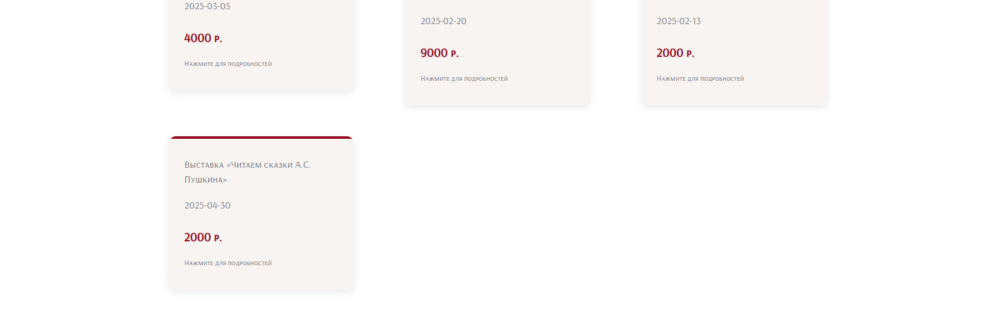 2025-03-05
4000 р.
Нажмите для подробностей
2025-02-20
9000 р.
Нажмите для подробностей
2025-02-13
2000 р.
Нажмите для подробностей
Выставка «Читаем сказки А.С.
Пушкина»
2025-04-30
2000 р.
Нажмите для подробностей